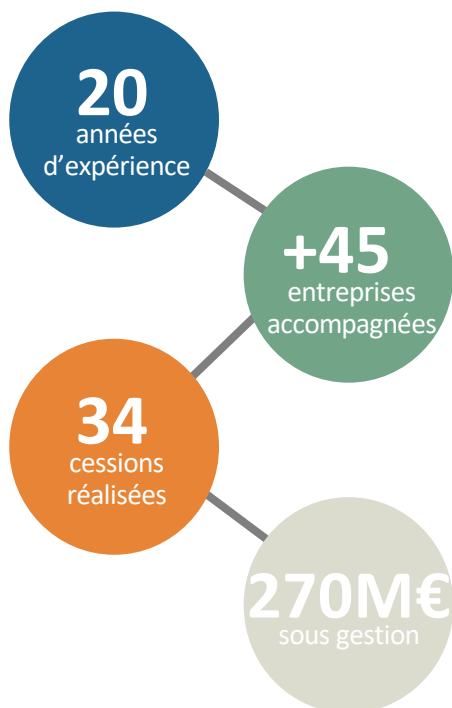 20
années
d’expérience
+45
entreprises
accompagnées
34
cessions
réalisées
270M€
sous gestion